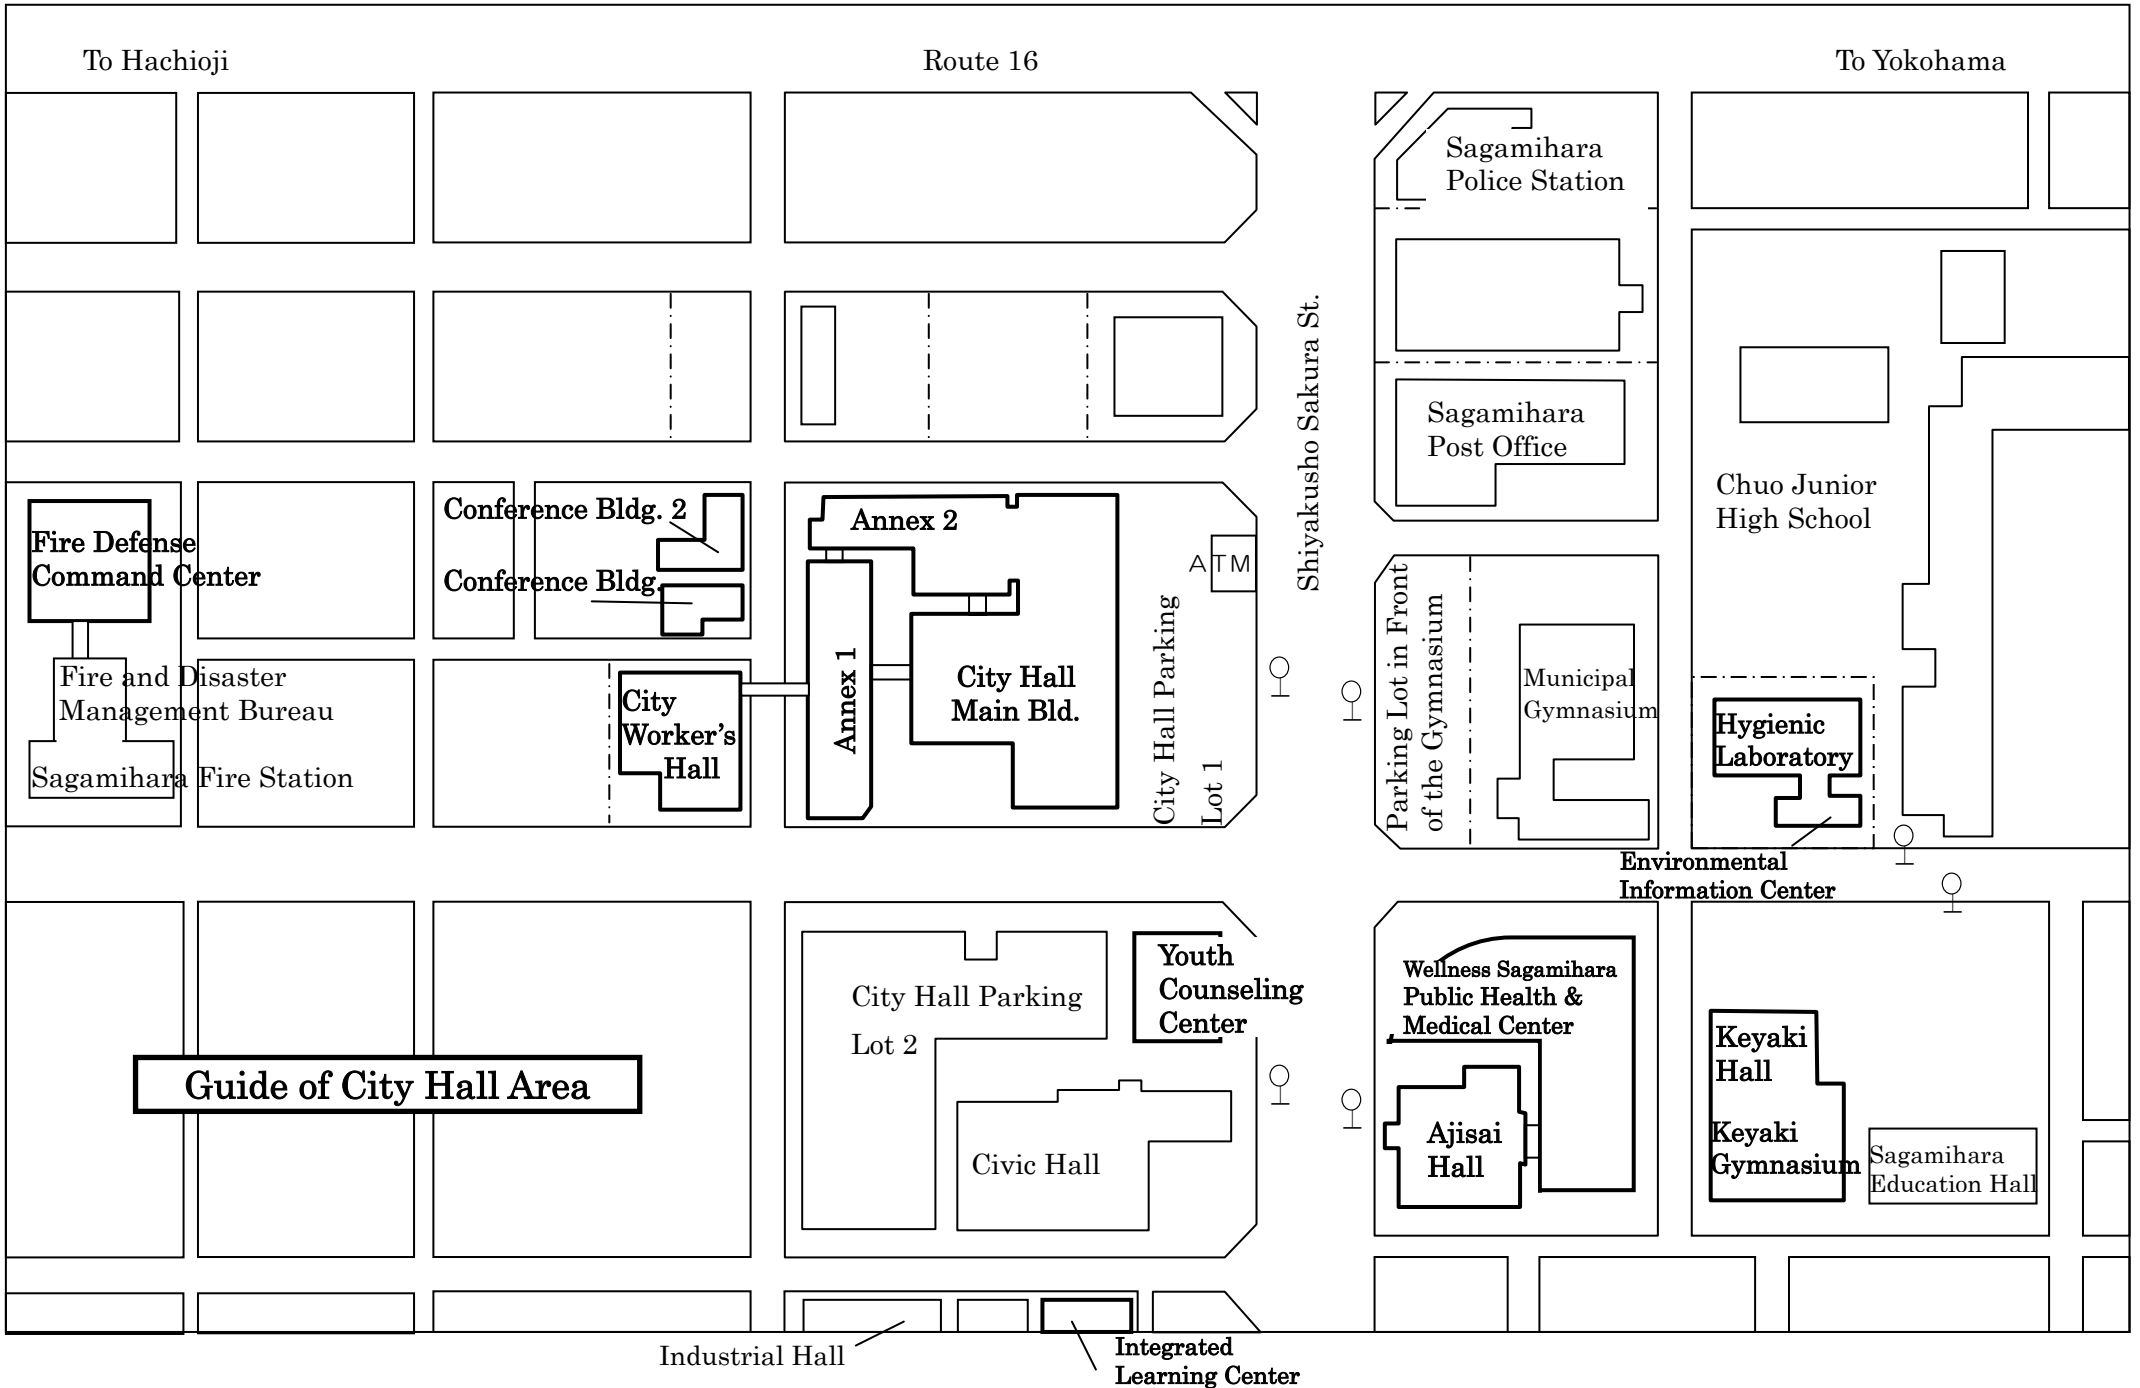 To Hachioji
Route 16
To Yokohama
Sagamihara
Police Station
Shiyakusho Sakura St.
Sagamihara
Post Office
Chuo Junior
High School
Conference Bldg. 2
Conference Bldg.
Fire Defense
Command Center
Annex 2
ATM
Fire and Disaster
Management Bureau
Sagamihara Fire Station
City
Worker's
Hall
Annex 1
City Hall
Main Bld.
City Hall Parking
Lot 1
Parking Lot in Front
of the Gymnasium
Municipal
Gymnasium
Hygienic
Laboratory
Environmental
Information Center
City Hall Parking
Lot 2
Youth
Counseling
Center
Wellness Sagamihara
Public Health &
Medical Center
Keyaki
Hall
Keyaki
Gymnasium
Guide of City Hall Area
Civic Hall
Ajisai
Hall
Sagamihara
Education Hall
Industrial Hall
Integrated
Learning Center